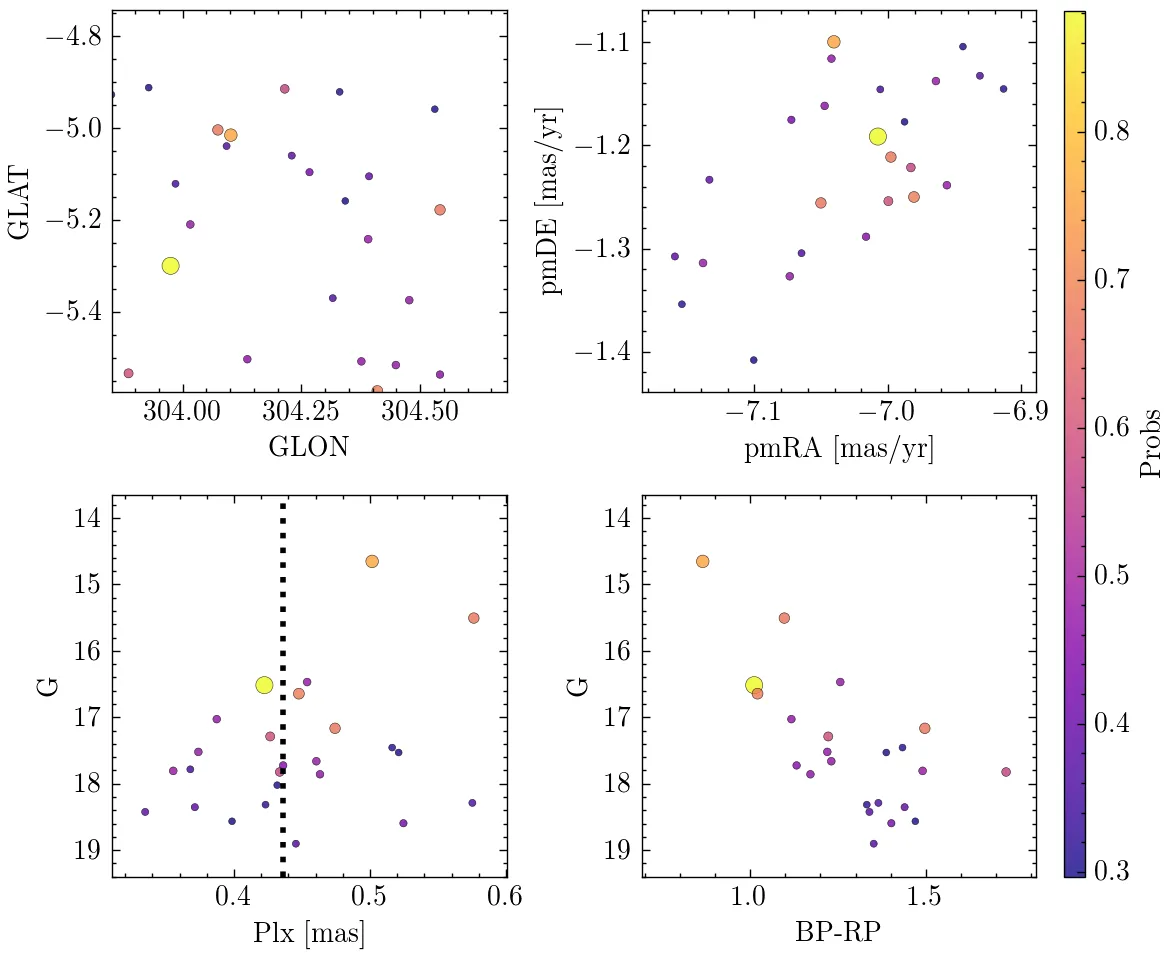 −4.8
−5.0
−5.2
−5.4
GLAT
304.00 304.25 304.50
GLON
−1.1
−1.2
−1.3
−1.4
pmDE [mas/yr]
−7.1 −7.0 −6.9
pmRA [mas/yr]
14
15
16
17
18
19
G
0.4 0.5 0.6
Plx [mas]
14
15
16
17
18
19
G
1.0 1.5
BP-RP
0.8
0.7
0.6
0.5
0.4
0.3
Probs